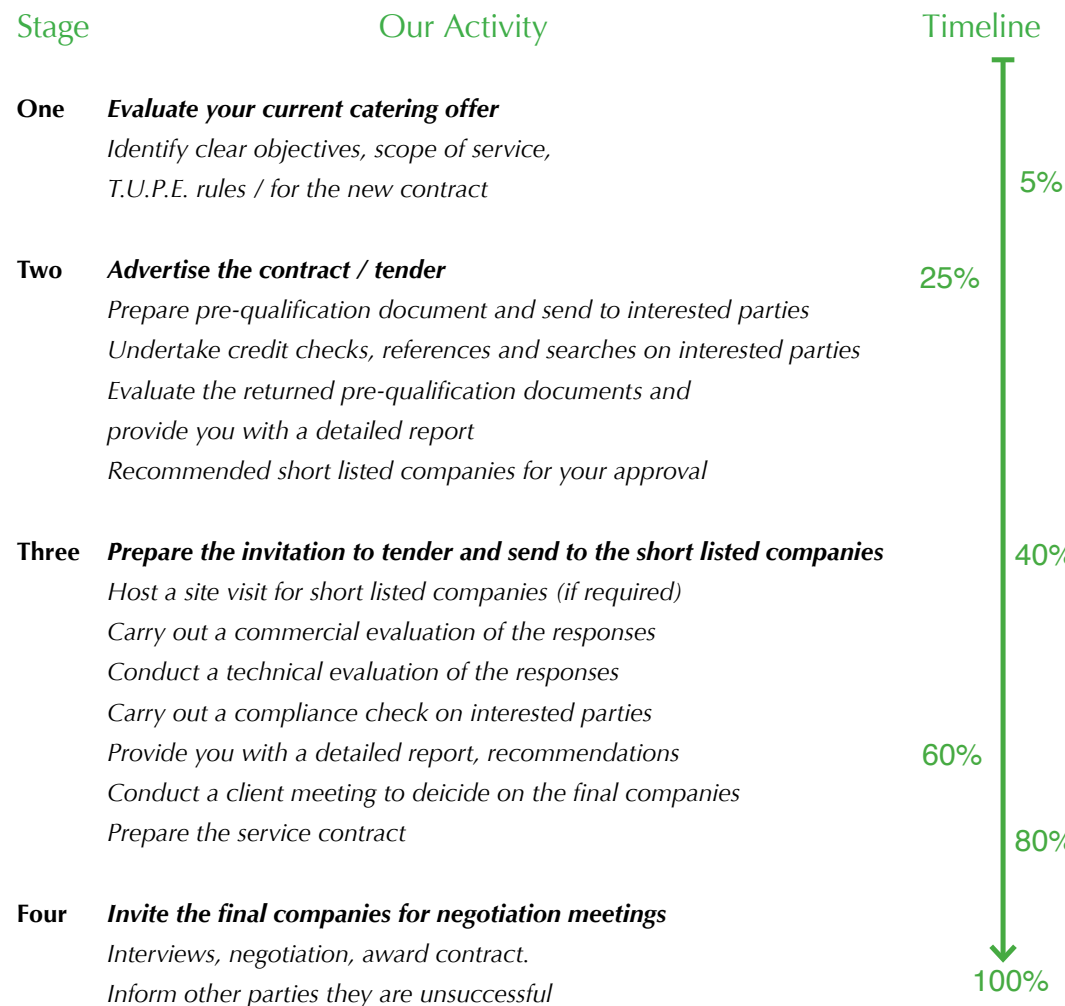 Stage Our Activity Timeline
One Evaluate your current catering offer
Identify clear objectives, scope of service,
T.U.P.E. rules / for the new contract
5%
Two Advertise the contract / tender
25%
Prepare pre-qualification document and send to interested parties
Undertake credit checks, references and searches on interested parties
Evaluate the returned pre-qualification documents and
provide you with a detailed report
Recommended short listed companies for your approval
Three Prepare the invitation to tender and send to the short listed companies
40%
Host a site visit for short listed companies (if required)
Carry out a commercial evaluation of the responses
Conduct a technical evaluation of the responses
Carry out a compliance check on interested parties
Provide you with a detailed report, recommendations
60%
Conduct a client meeting to deicide on the final companies
Prepare the service contract
80%
Four Invite the final companies for negotiation meetings
Interviews, negotiation, award contract.
100%
Inform other parties they are unsuccessful